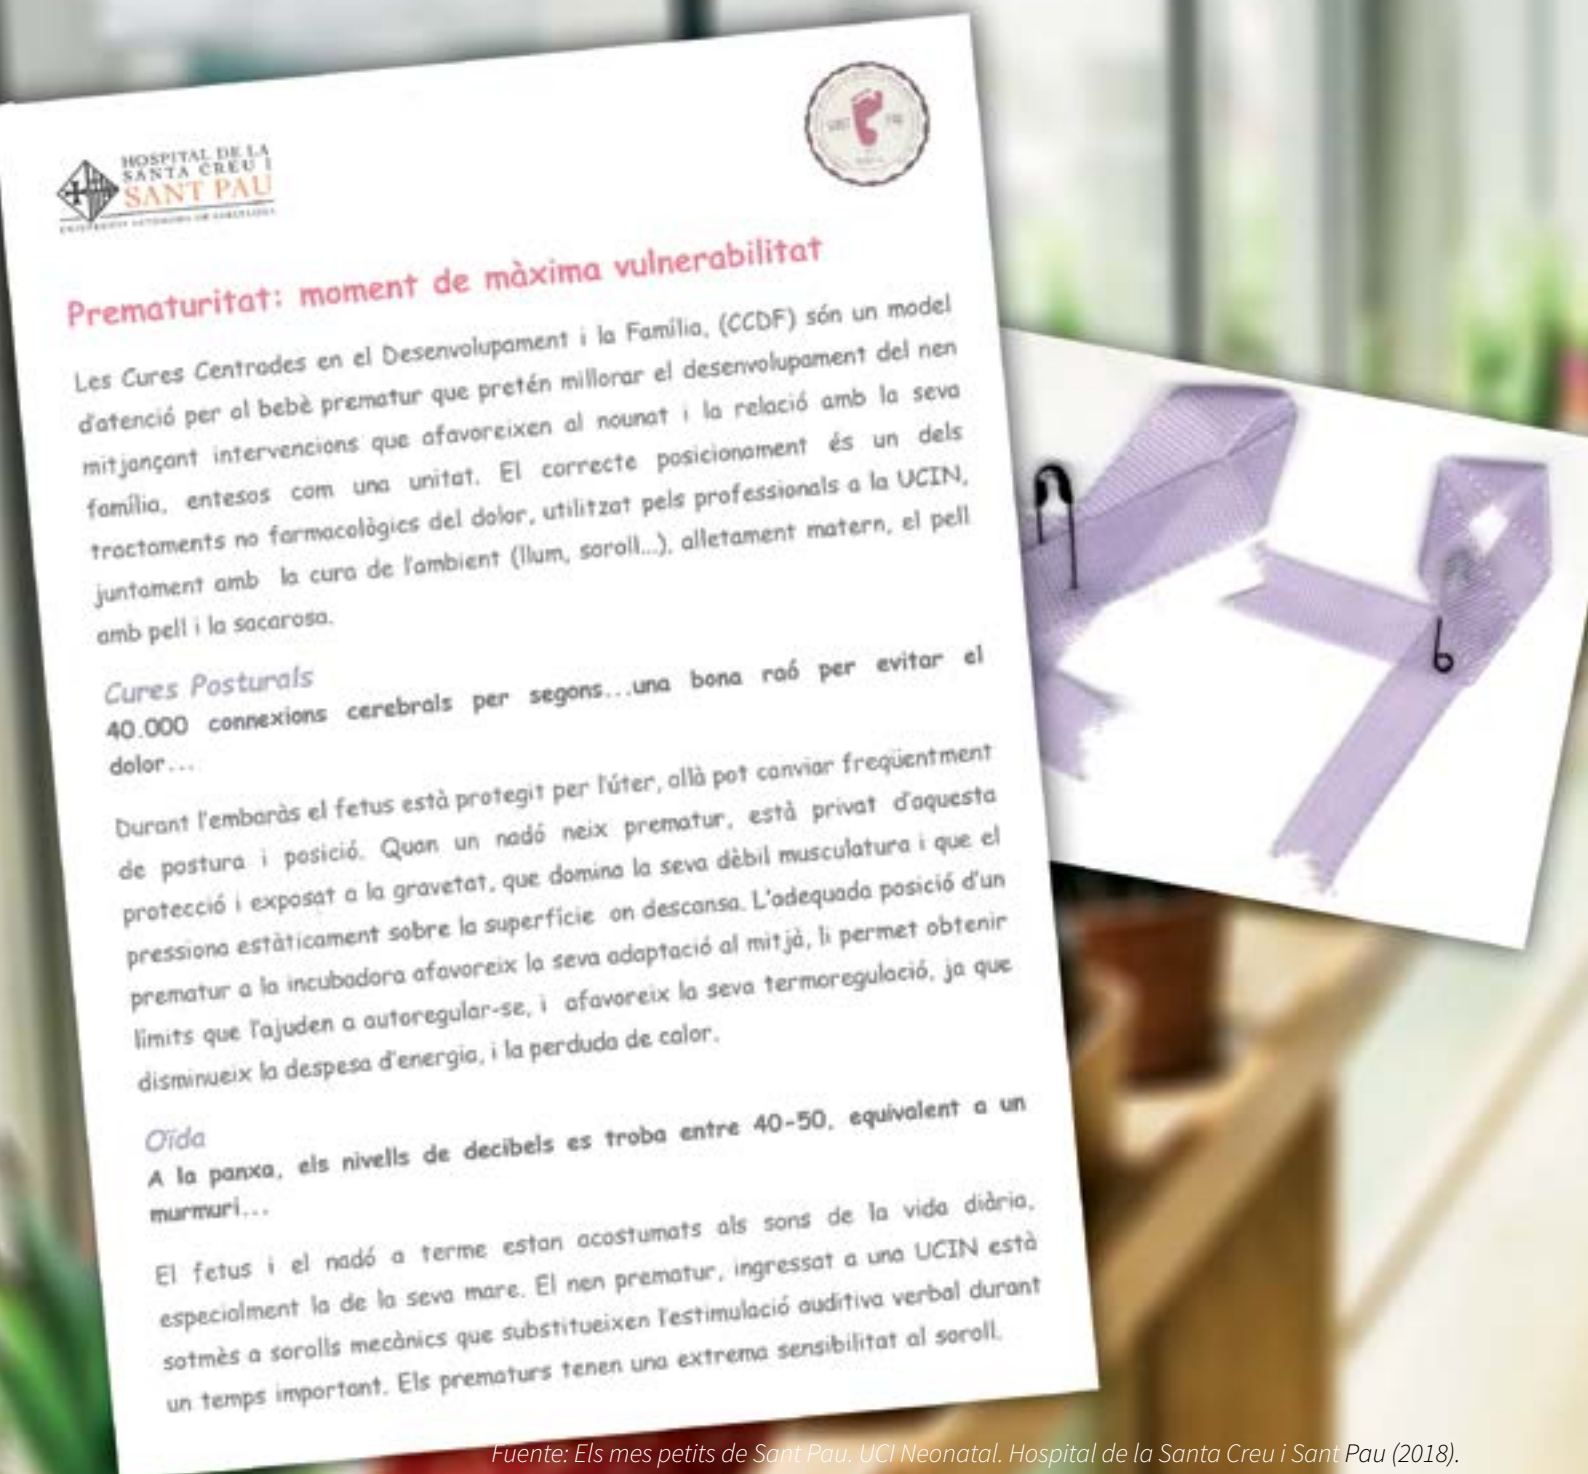 HOSPITAL DE LA
SANTA CREU I
SANT PAU
UNIVERSITAT AUTÒNOMA DE BARCELONA
SANT PAU
Prematuritat: moment de màxima vulnerabilitat
Les Cures Centrades en el Desenvolupament i la Família, (CCDF) són un model
d'atenció per al bebè prematur que pretén millorar el desenvolupament del nen
mitjançant intervencions que afavoreixen al nounat i la relació amb la seva
família, entesos com una unitat. El correcte posicionament és un dels
tractaments no farmacològics del dolor, utilitzat pels professionals a la UCIN,
juntament amb la cura de l'ambient (llum, soroll...), alletament matern, el pell
amb pell i la sacarosa.
Cures Posturals
40.000 connexions cerebrals per segons...una bona raó per evitar el
dolor...
Durant l'embaràs el fetus està protegit per l'úter, allà pot canviar freqüentment
de postura i posició. Quan un nadó neix prematur, està privat d'aquesta
protecció i exposat a la gravetat, que domina la seva dèbil musculatura i que el
pressiona estàticament sobre la superfície on descansa. L'adequada posició d'un
prematur a la incubadora afavoreix la seva adaptació al mitjà, li permet obtenir
límits que l'ajuden a autoregular-se, i afavoreix la seva termoregulació, ja que
disminueix la despesa d'energia, i la perduda de calor.
Oïda
A la panxa, els nivells de decibels es troba entre 40-50, equivalent a un
murmuri...
El fetus i el nadó a terme estan acostumats als sons de la vida diària,
especialment la de la seva mare. El nen prematur, ingressat a una UCIN està
sotmès a sorolls mecànics que substitueixen l'estimulació auditiva verbal durant
un temps important. Els prematurs tenen una extrema sensibilitat al soroll.
Fuente: Els mes petits de Sant Pau. UCI Neonatal. Hospital de la Santa Creu i Sant Pau (2018).